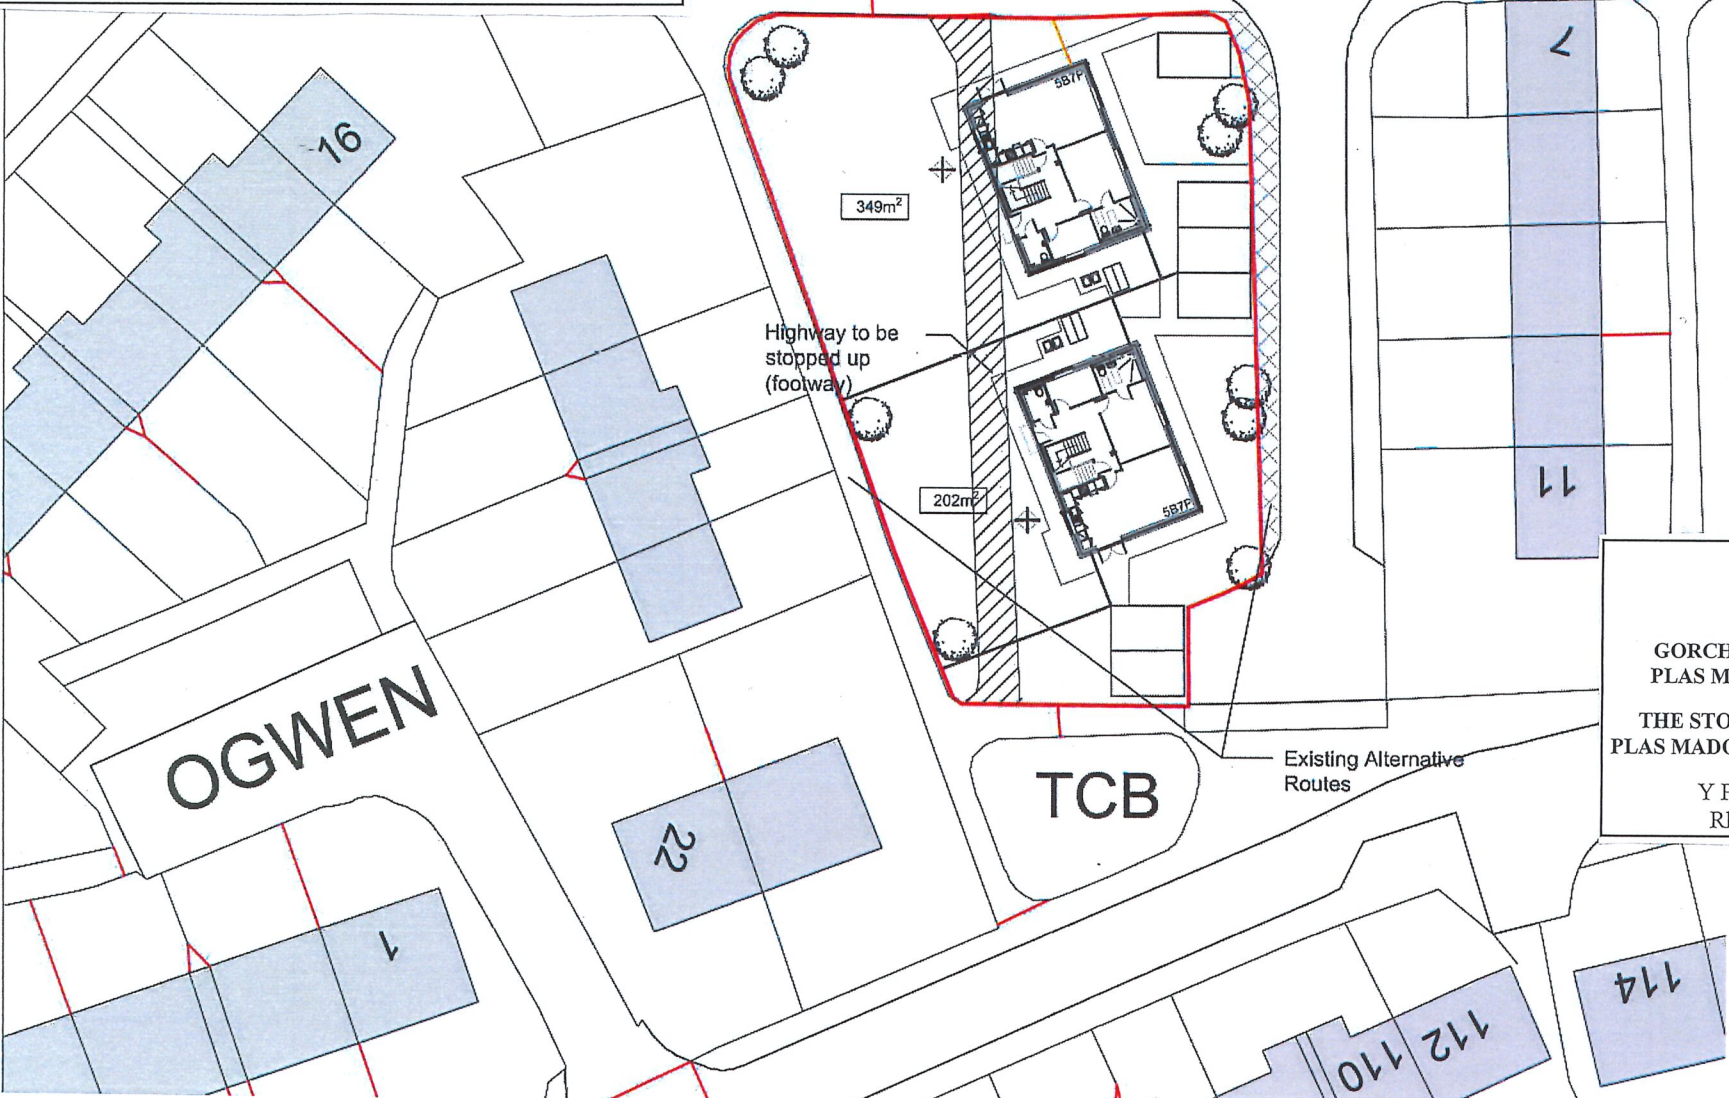 16
5B7P
7
349m²
Highway to be
stopped up
(footway)
202m²
5B7P
11
GORCH
PLAS M
THE STO
PLAS MADO
Y F
OGWEN
Existing Alternative
Routes
TCB
22
1
114
112
110